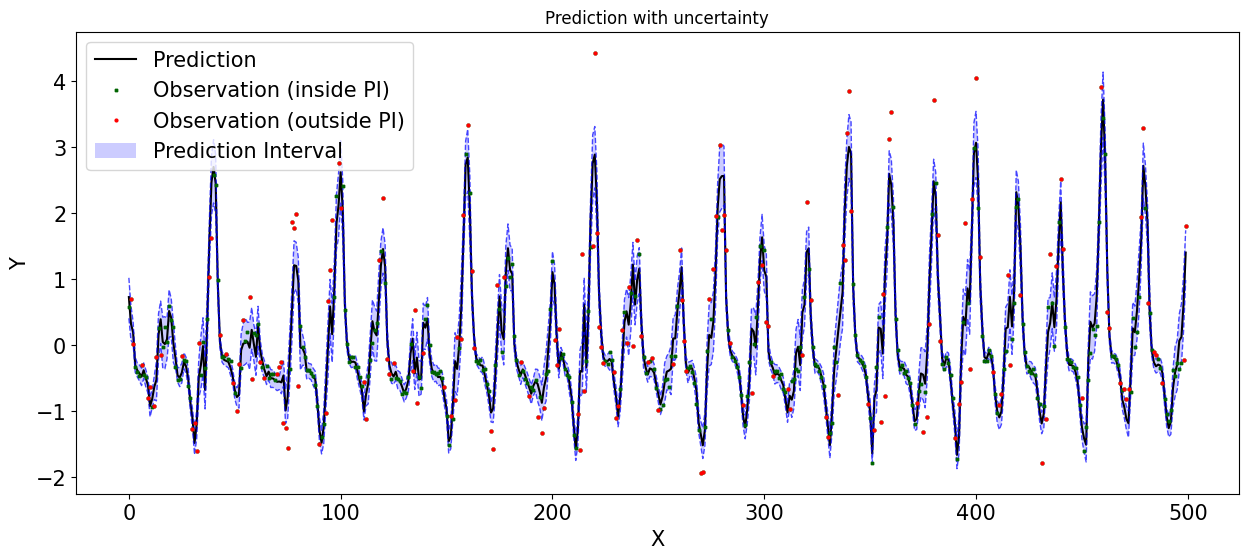 Prediction with uncertainty
Prediction
Observation (inside PI)
Observation (outside PI)
Prediction Interval
Y
4
3
2
1
0
−1
−2
0 100 200 300 400 500
X